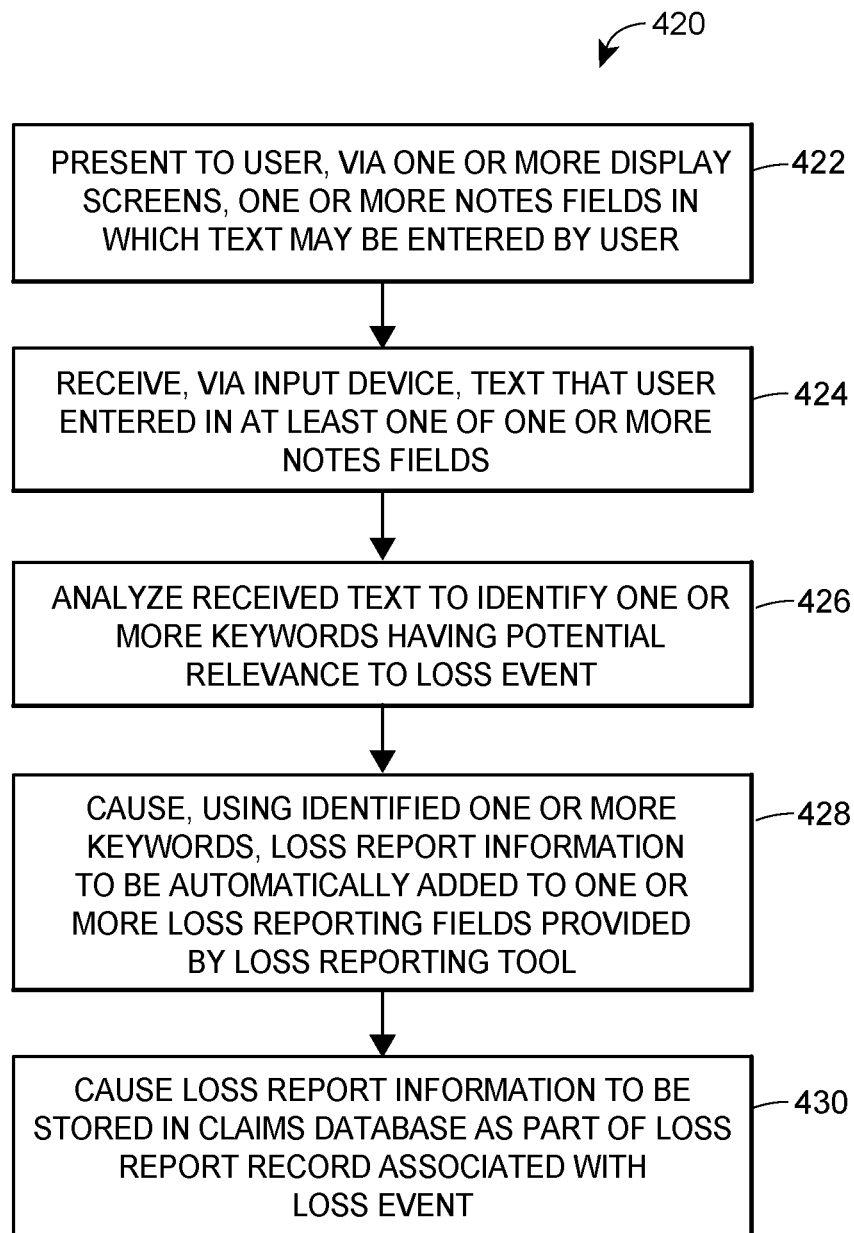 420
PRESENT TO USER, VIA ONE OR MORE DISPLAY
SCREENS, ONE OR MORE NOTES FIELDS IN
WHICH TEXT MAY BE ENTERED BY USER
422
RECEIVE, VIA INPUT DEVICE, TEXT THAT USER
ENTERED IN AT LEAST ONE OF ONE OR MORE
NOTES FIELDS
424
ANALYZE RECEIVED TEXT TO IDENTIFY ONE OR
MORE KEYWORDS HAVING POTENTIAL
RELEVANCE TO LOSS EVENT
426
CAUSE, USING IDENTIFIED ONE OR MORE
KEYWORDS, LOSS REPORT INFORMATION
TO BE AUTOMATICALLY ADDED TO ONE OR
MORE LOSS REPORTING FIELDS PROVIDED
BY LOSS REPORTING TOOL
428
CAUSE LOSS REPORT INFORMATION TO BE
STORED IN CLAIMS DATABASE AS PART OF LOSS
REPORT RECORD ASSOCIATED WITH
LOSS EVENT
430